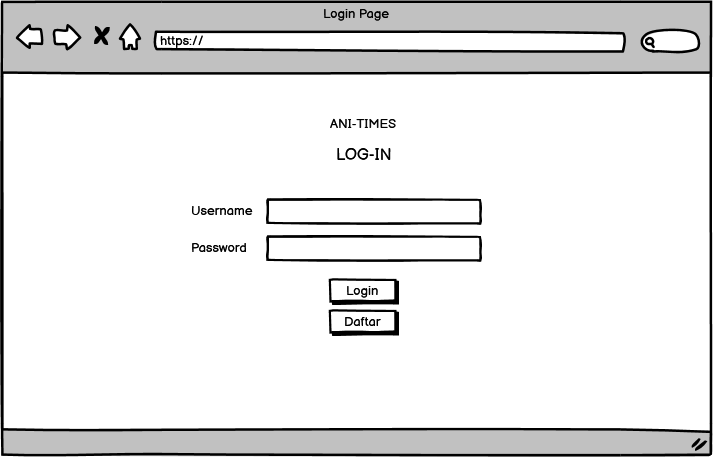 Login Page
https://
ANI-TIMES
LOG-IN
Username
Password
Login
Daftar